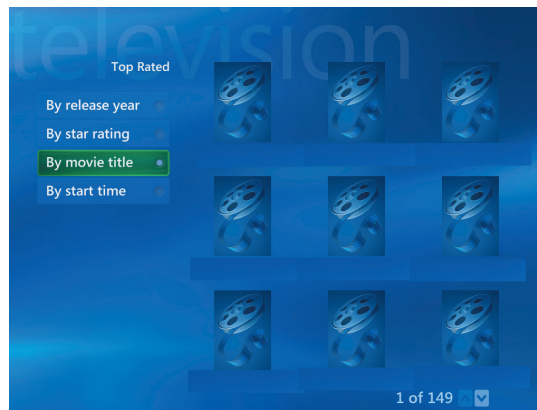 television
Top Rated
By release year
By star rating
By movie title
By start time
1 of 149